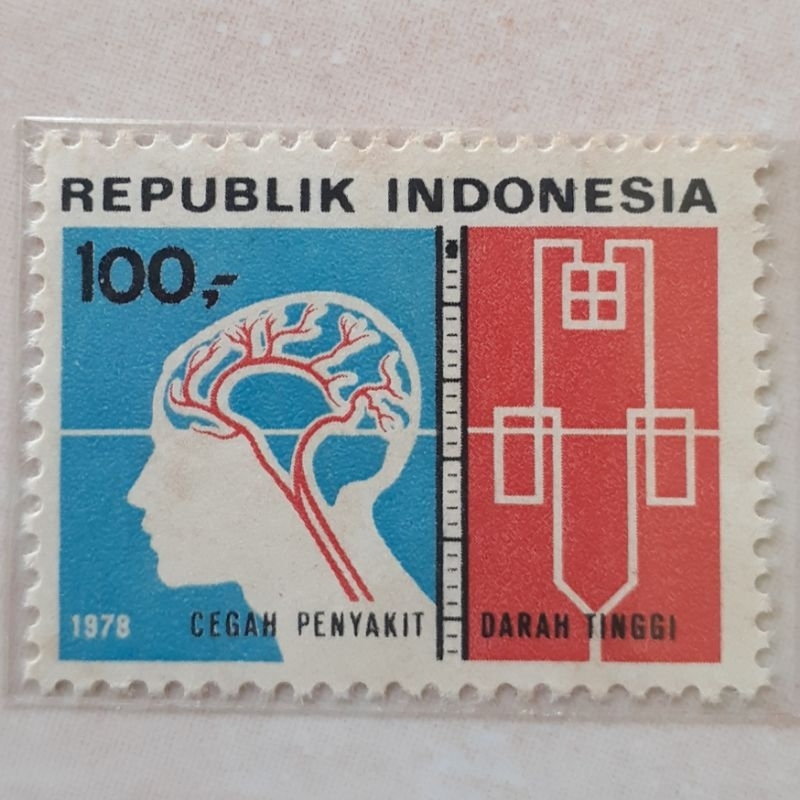 REPUBLIK INDONESIA
100,-
1978 CEGAH PENYAKIT DARAH TINGGI